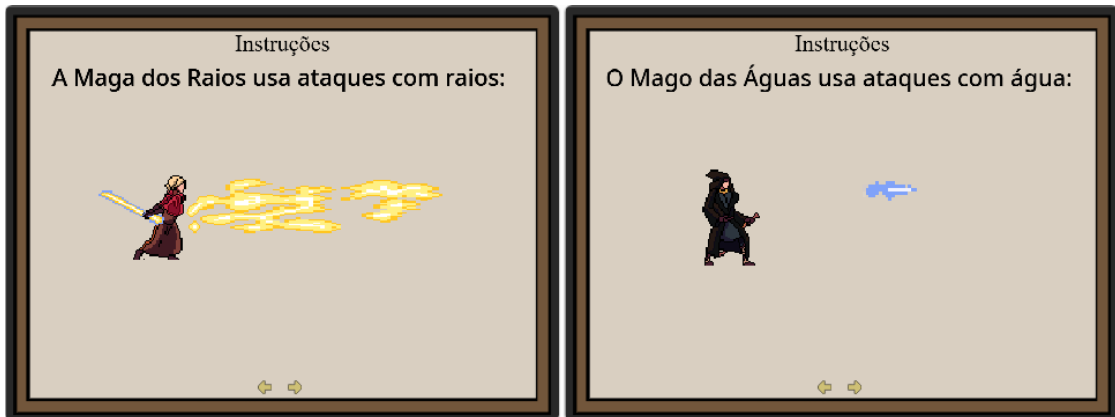 Instruções
A Maga dos Raios usa ataques com raios:
Instruções
O Mago das Águas usa ataques com água: